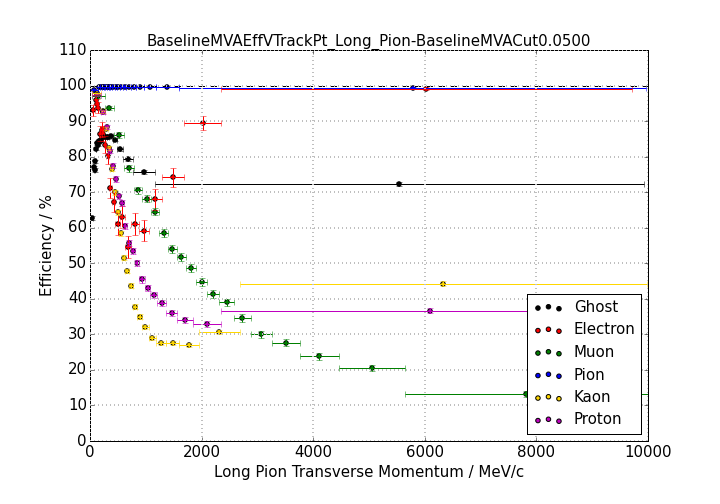 BaselineMVAEffVTrackPt_Long_Pion-BaselineMVACut0.0500
110
100
90
80
70
60
50
40
30
20
10
0
Efficiency / %
Ghost
Electron
Muon
Pion
Kaon
Proton
0 2000 4000 6000 8000 10000
Long Pion Transverse Momentum / MeV/c